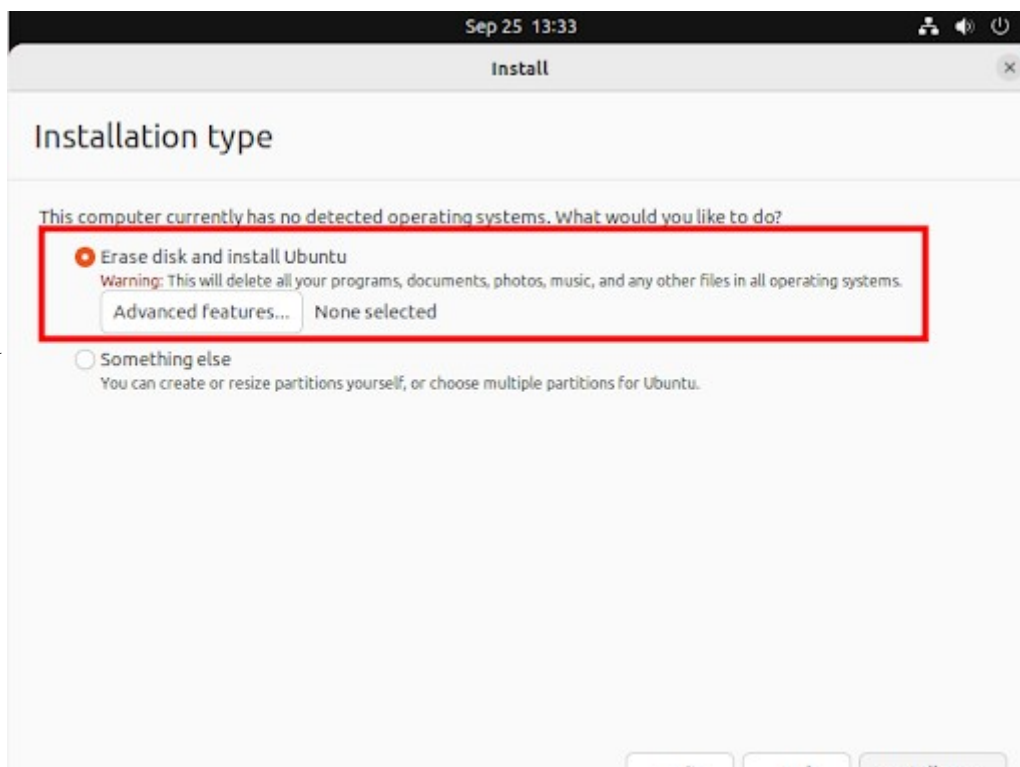 Sep 25 13:33
Install
Installation type
This computer currently has no detected operating systems. What would you like to do?
Erase disk and install Ubuntu
Warning: This will delete all your programs, documents, photos, music, and any other files in all operating systems.
Advanced features... None selected
Something else
You can create or resize partitions yourself, or choose multiple partitions for Ubuntu.